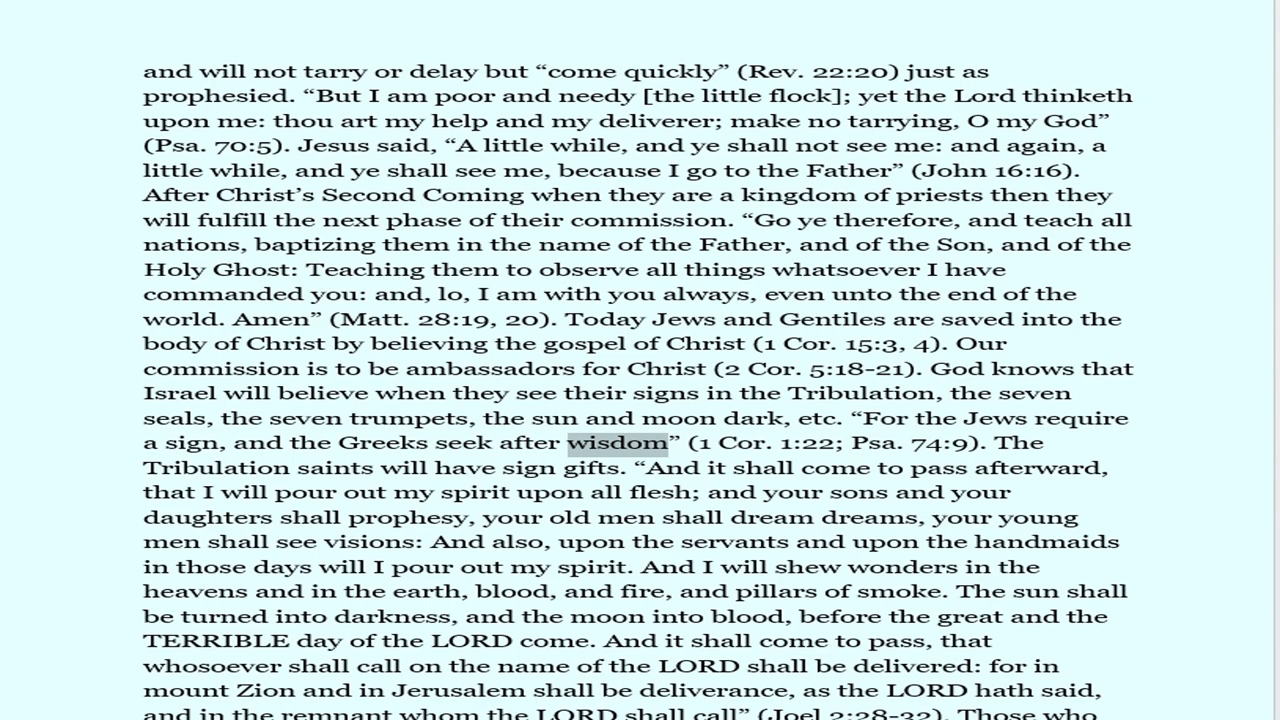 and will not tarry or delay but “come quickly” (Rev. 22:20) just as
prophesied. “But I am poor and needy [the little flock]; yet the Lord thinketh
upon me: thou art my help and my deliverer; make no tarrying, O my God”
(Psa. 70:5). Jesus said, “A little while, and ye shall not see me: and again, a
little while, and ye shall see me, because I go to the Father” (John 16:16).
After Christ’s Second Coming when they are a kingdom of priests then they
will fulfill the next phase of their commission. “Go ye therefore, and teach all
nations, baptizing them in the name of the Father, and of the Son, and of the
Holy Ghost: Teaching them to observe all things whatsoever I have
commanded you: and, lo, I am with you always, even unto the end of the
world. Amen” (Matt. 28:19, 20). Today Jews and Gentiles are saved into the
body of Christ by believing the gospel of Christ (1 Cor. 15:3, 4). Our
commission is to be ambassadors for Christ (2 Cor. 5:18-21). God knows that
Israel will believe when they see their signs in the Tribulation, the seven
seals, the seven trumpets, the sun and moon dark, etc. “For the Jews require
a sign, and the Greeks seek after wisdom” (1 Cor. 1:22; Psa. 74:9). The
Tribulation saints will have sign gifts. “And it shall come to pass afterward,
that I will pour out my spirit upon all flesh; and your sons and your
daughters shall prophesy, your old men shall dream dreams, your young
men shall see visions: And also, upon the servants and upon the handmaids
in those days will I pour out my spirit. And I will shew wonders in the
heavens and in the earth, blood, and fire, and pillars of smoke. The sun shall
be turned into darkness, and the moon into blood, before the great and the
TERRIBLE day of the LORD come. And it shall come to pass, that
whosoever shall call on the name of the LORD shall be delivered: for in
mount Zion and in Jerusalem shall be deliverance, as the LORD hath said,
and in the remnant whom the LORD shall call” (Joel 2:28-32). Those who